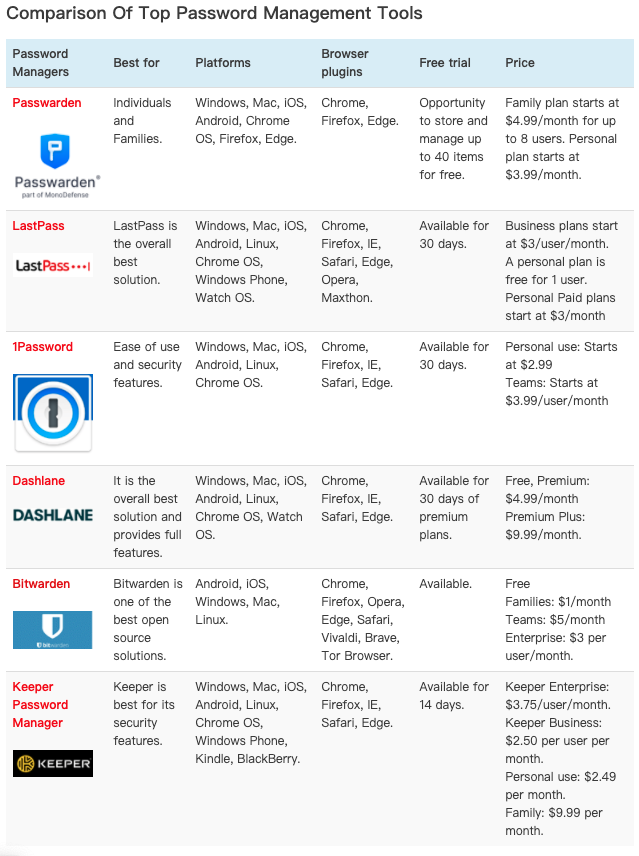 Comparison Of Top Password Management Tools
Password
Managers
Best for
Platforms
Browser
plugins
Free trial
Price
Passwarden
Individuals
and
Families.
Windows, Mac, iOS,
Android, Chrome
OS, Firefox, Edge.
Chrome,
Firefox, Edge.
Opportunity
to store and
manage up
to 40 items
for free.
Family plan starts at
$4.99/month for up
to 8 users. Personal
plan starts at
$3.99/month.
Passwarden®
part of MonoDefense
LastPass
LastPass is
the overall
best
solution.
Windows, Mac, iOS,
Android, Linux,
Chrome OS,
Windows Phone,
Watch OS.
Chrome,
Firefox, IE,
Safari, Edge,
Opera,
Maxthon.
Available for
30 days.
Business plans start
at $3/user/month.
A personal plan is
free for 1 user.
Personal Paid plans
start at $3/month
LastPass•••|
1Password
Ease of use
and security
features.
Windows, Mac, iOS,
Android, Linux,
Chrome OS.
Chrome,
Firefox, IE,
Safari, Edge.
Available for
30 days.
Personal use: Starts
at $2.99
Teams: Starts at
$3.99/user/month
Dashlane
It is the
overall best
solution and
provides full
features.
Windows, Mac, iOS,
Android, Linux,
Chrome OS, Watch
OS.
Chrome,
Firefox, IE,
Safari, Edge.
Available for
30 days of
premium
plans.
Free, Premium:
$4.99/month
Premium Plus:
$9.99/month.
DASHLANE
Bitwarden
Bitwarden is
one of the
best open
source
solutions.
Android, iOS,
Windows, Mac,
Linux.
Chrome,
Firefox, Opera,
Edge, Safari,
Vivaldi, Brave,
Tor Browser.
Available.
Free
Families: $1/month
Teams: $5/month
Enterprise: $3 per
user/month.
bitwarden
Keeper
Password
Manager
Keeper is
best for its
security
features.
Windows, Mac, iOS,
Android, Linux,
Chrome OS,
Windows Phone,
Kindle, BlackBerry.
Chrome,
Firefox, IE,
Safari, Edge.
Available for
14 days.
Keeper Enterprise:
$3.75/user/month.
Keeper Business:
$2.50 per user per
month.
Personal use: $2.49
per month.
Family: $9.99 per
month.
KEEPER